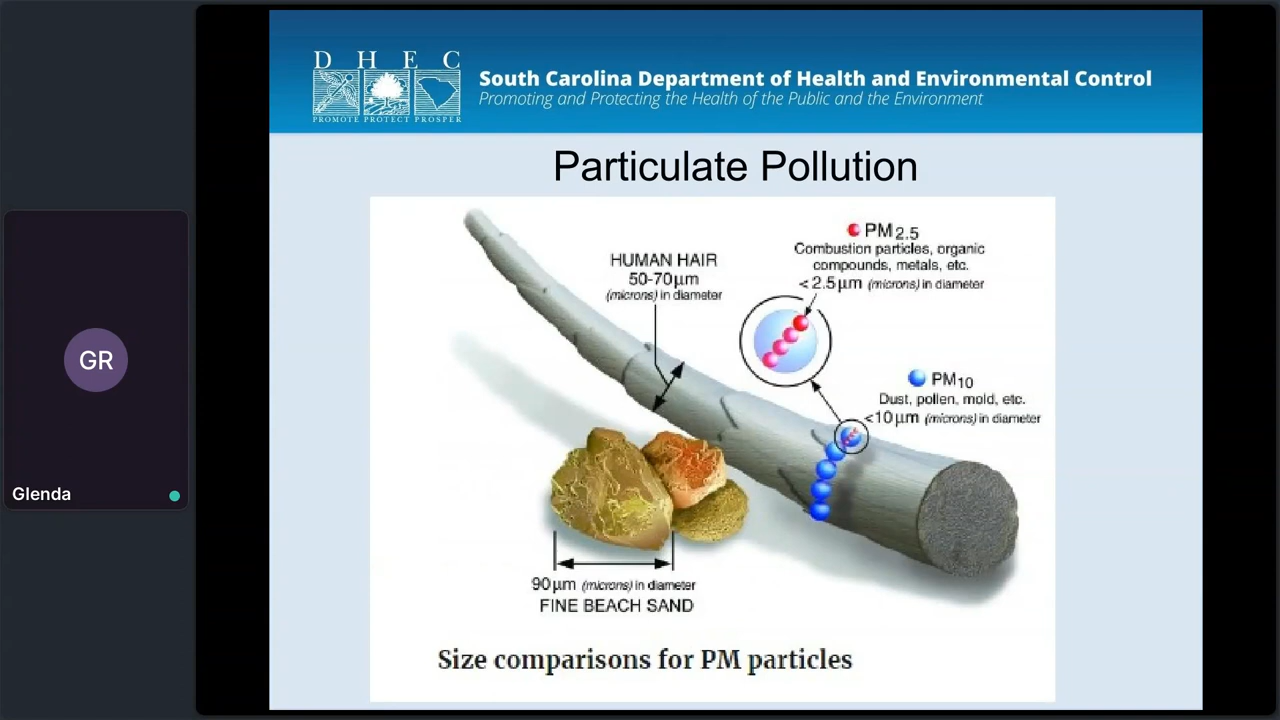 D H E C
PROMOTE PROTECT PROSPER
South Carolina Department of Health and Environmental Control
Promoting and Protecting the Health of the Public and the Environment
Particulate Pollution
HUMAN HAIR
50-70μm
(microns) in diameter
PM2.5
Combustion particles, organic
compounds, metals, etc.
< 2.5μm (microns) in diameter
PM10
Dust, pollen, mold, etc.
<10μm (microns) in diameter
90μm (microns) in diameter
FINE BEACH SAND
Size comparisons for PM particles
GR
Glenda